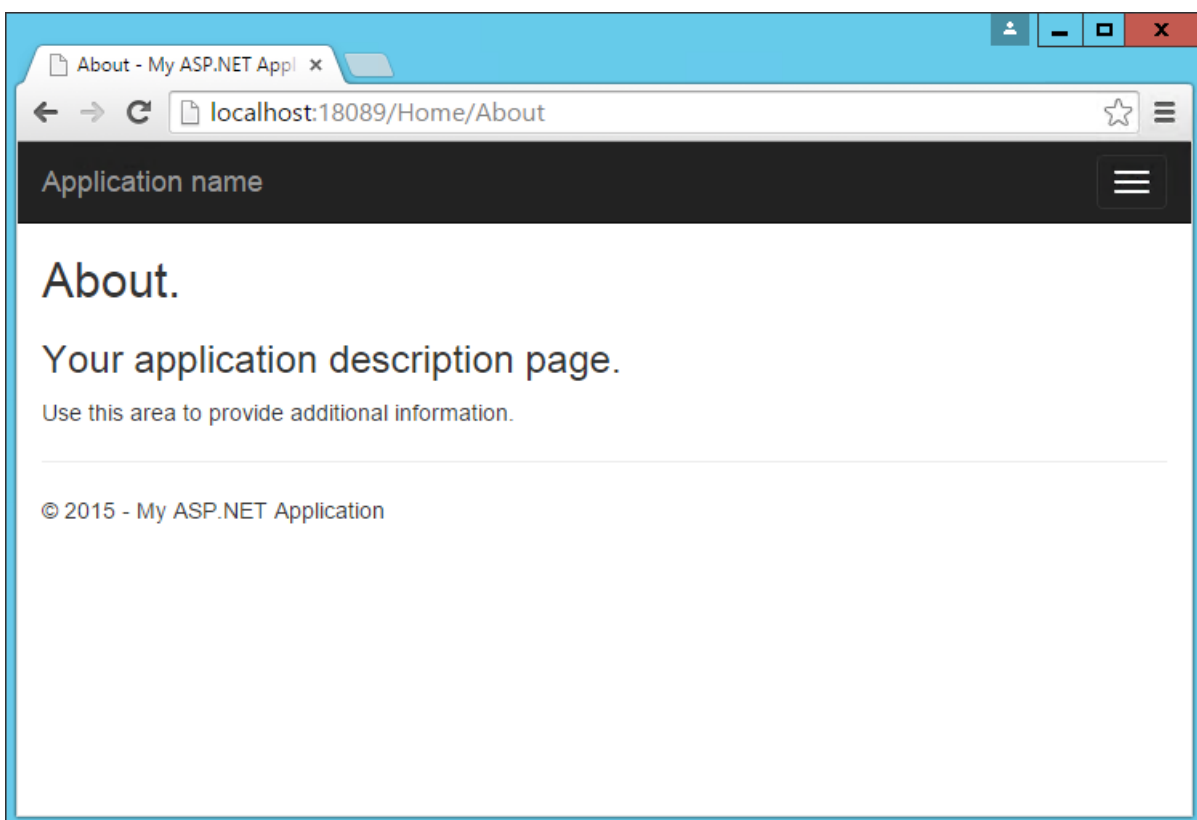 About - My ASP.NET Appl
localhost:18089/Home/About
Application name
About.
Your application description page.
Use this area to provide additional information.
© 2015 - My ASP.NET Application